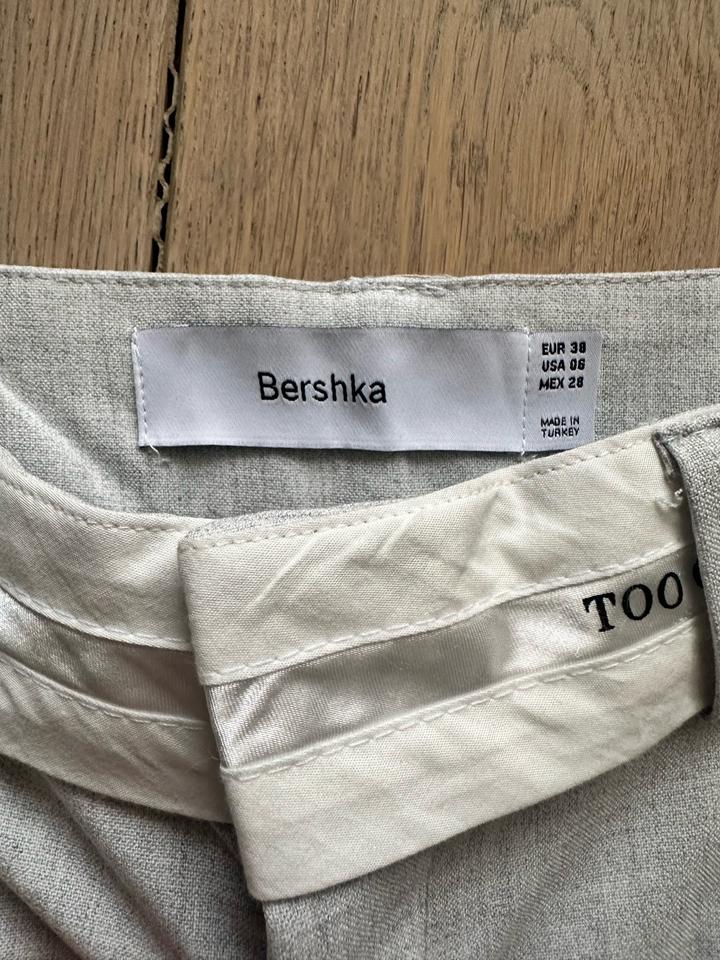 Bershka
EUR 38
USA 06
MEX 28
MADE IN
TURKEY
TOO